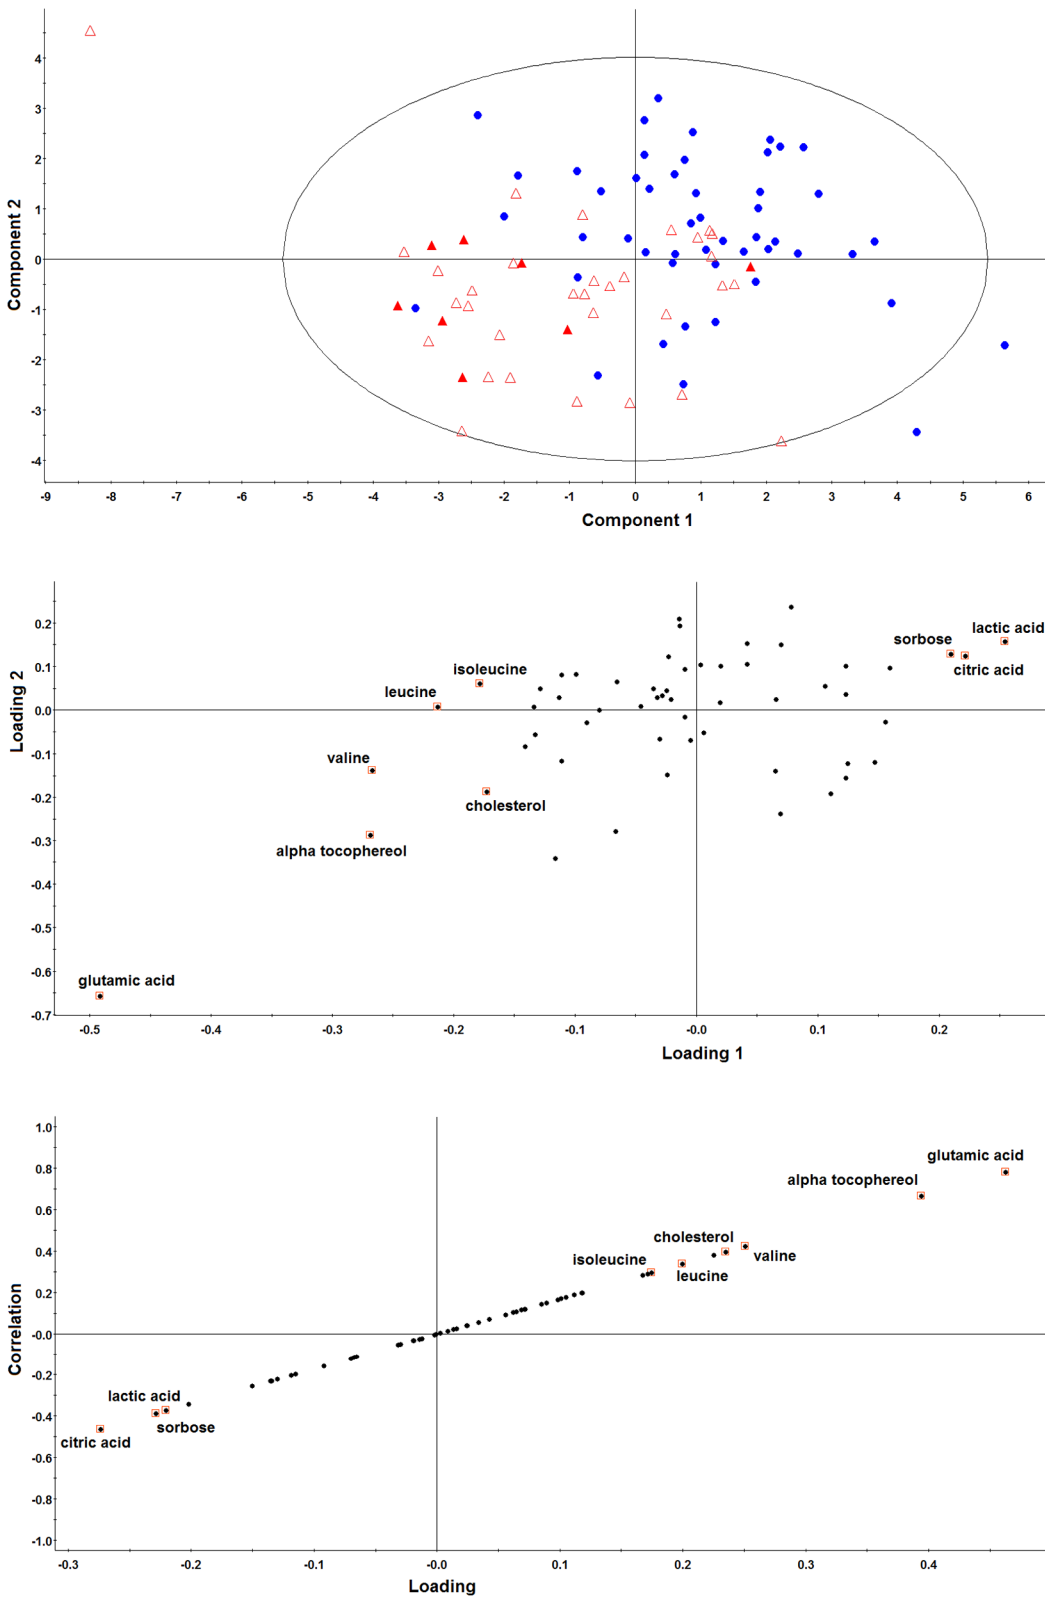 Component 2
4
3
2
1
0
-1
-2
-3
-4
-9 -8 -7 -6 -5 -4 -3 -2 -1 0 1 2 3 4 5 6
Component 1
Loading 2
0.2
0.1
0.0
-0.1
-0.2
-0.3
-0.4
-0.5
-0.6
-0.7
lactic acid
sorbose
citric acid
isoleucine
leucine
valine
cholesterol
alpha tocophereol
glutamic acid
-0.5 -0.4 -0.3 -0.2 -0.1 -0.0 0.1 0.2
Loading 1
Correlation
1.0
0.8
0.6
0.4
0.2
-0.0
-0.2
-0.4
-0.6
-0.8
-1.0
glutamic acid
alpha tocophereol
cholesterol
valine
isoleucine
leucine
lactic acid
sorbose
citric acid
-0.3 -0.2 -0.1 -0.0 0.1 0.2 0.3 0.4
Loading